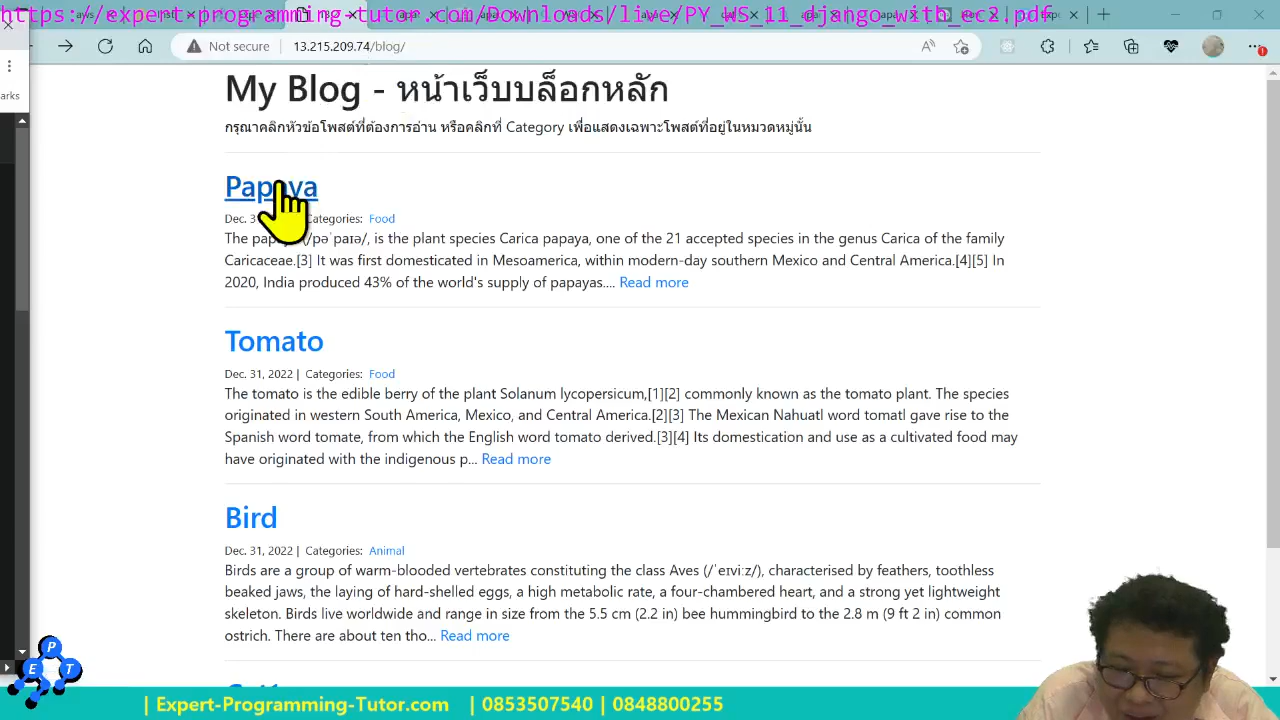 https://expert-programming-tutor.com/Downloads/live/PY_WS_11_django_with_ec2.pdf
Not secure
13.215.209.74/blog/
arks
My Blog - หน้าเว็บบล็อกหลัก
กรุณาคลิกหัวข้อโพสต์ที่ต้องการอ่าน หรือคลิกที่ Category เพื่อแสดงเฉพาะโพสต์ที่อยู่ในหมวดหมู่นั้น
Papaya
Dec. 3 Categories: Food
The papaya (/pəˈpaɪə/, is the plant species Carica papaya, one of the 21 accepted species in the genus Carica of the family
Caricaceae.[3] It was first domesticated in Mesoamerica, within modern-day southern Mexico and Central America.[4][5] In
2020, India produced 43% of the world's supply of papayas.... Read more
Tomato
Dec. 31, 2022 | Categories: Food
The tomato is the edible berry of the plant Solanum lycopersicum,[1][2] commonly known as the tomato plant. The species
originated in western South America, Mexico, and Central America.[2][3] The Mexican Nahuatl word tomatl gave rise to the
Spanish word tomate, from which the English word tomato derived.[3][4] Its domestication and use as a cultivated food may
have originated with the indigenous p... Read more
Bird
Dec. 31, 2022 | Categories: Animal
Birds are a group of warm-blooded vertebrates constituting the class Aves (/ˈeɪviːz/), characterised by feathers, toothless
beaked jaws, the laying of hard-shelled eggs, a high metabolic rate, a four-chambered heart, and a strong yet lightweight
skeleton. Birds live worldwide and range in size from the 5.5 cm (2.2 in) bee hummingbird to the 2.8 m (9 ft 2 in) common
ostrich. There are about ten tho... Read more
E P T
| Expert-Programming-Tutor.com | 0853507540 | 0848800255